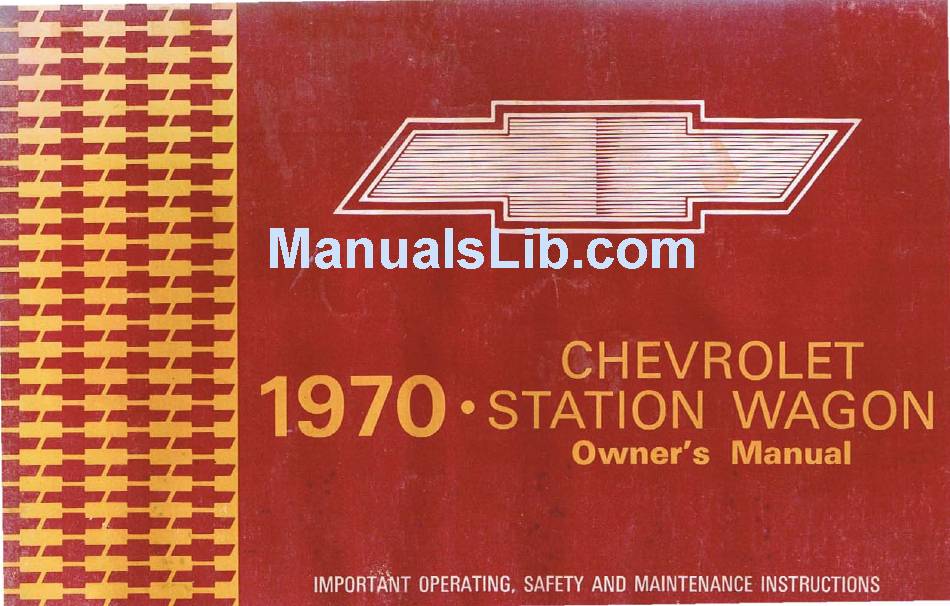 ManualsLib.com
CHEVROLET
1970 • STATION WAGON
Owner's Manual
IMPORTANT OPERATING, SAFETY AND MAINTENANCE INSTRUCTIONS